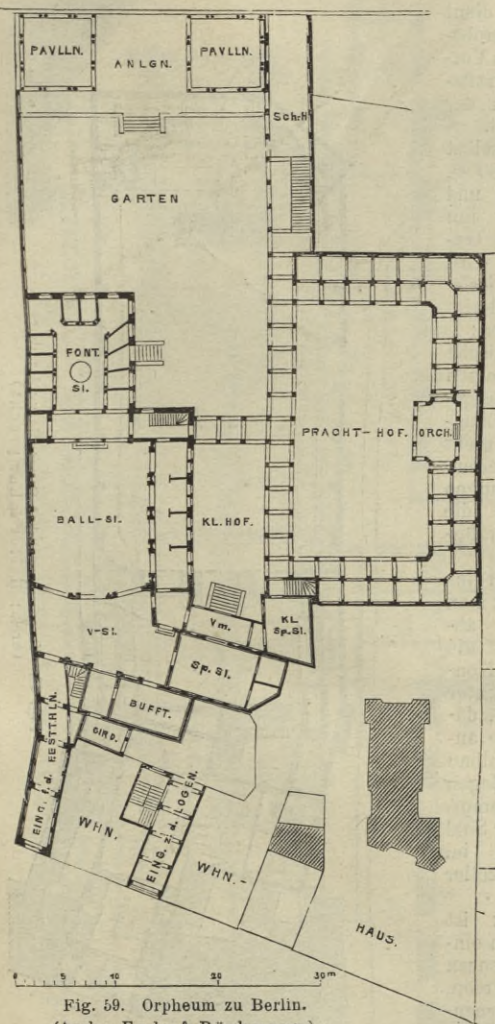 PAVLLN.
ANLGN.
PAVLLN.
Sch:H
GARTEN
FONT.
Sl.
PRACHT-HOF.
ORCH.
BALL-Sl.
KL.HOF.
V-Sl.
Vm.
KL.
Sp.Sl.
Sp.Sl.
BUFFT.
EING. z. d. FESTTHLN.
WHN.
EING. z. d. LOGEN.
WHN.-
HAUS.
0 5 10 20 30m
Fig. 59. Orpheum zu Berlin.